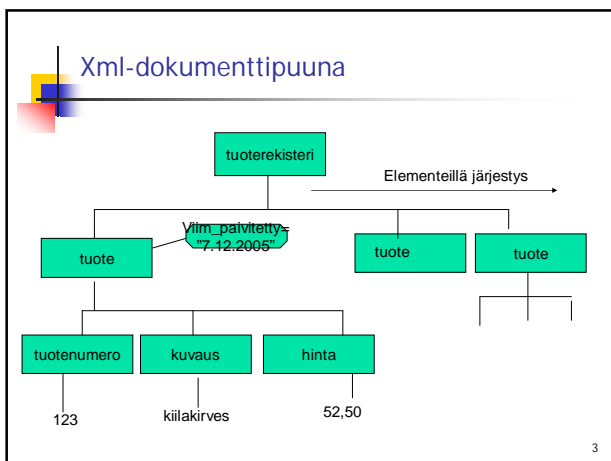 Xml-dokumenttipuuna
tuoterekisteri
Elementeillä järjestys
Viim_paivitetty=
"7.12.2005"
tuote
tuote
tuote
tuotenumero
kuvaus
hinta
123
kiilakirves
52,50
3